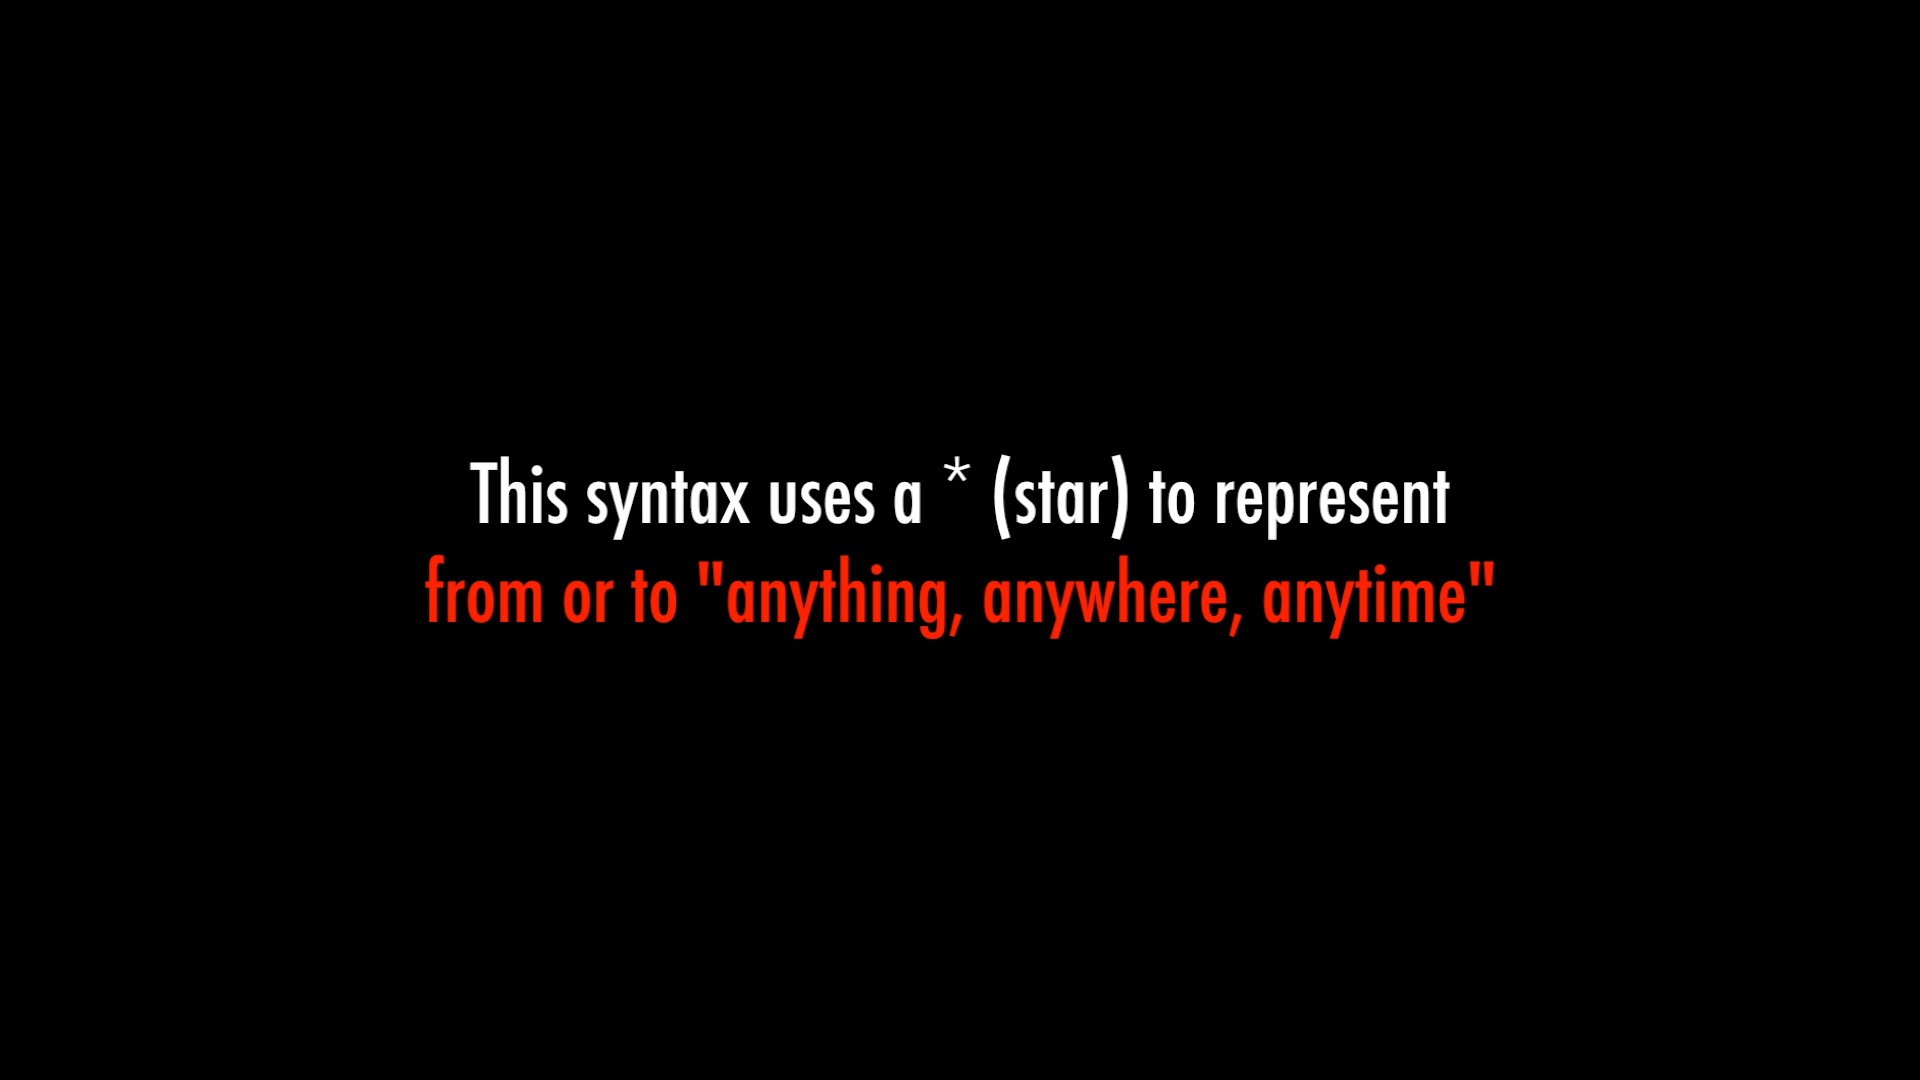 This syntax uses a * (star) to represent
from or to "anything, anywhere, anytime"